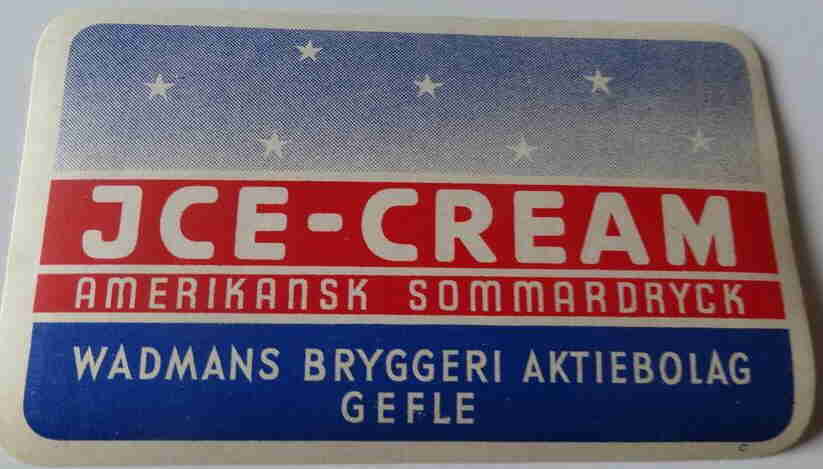 JCE-CREAM
AMERIKANSK SOMMARDRYCK
WADMANS BRYGGERI AKTIEBOLAG
GEFLE